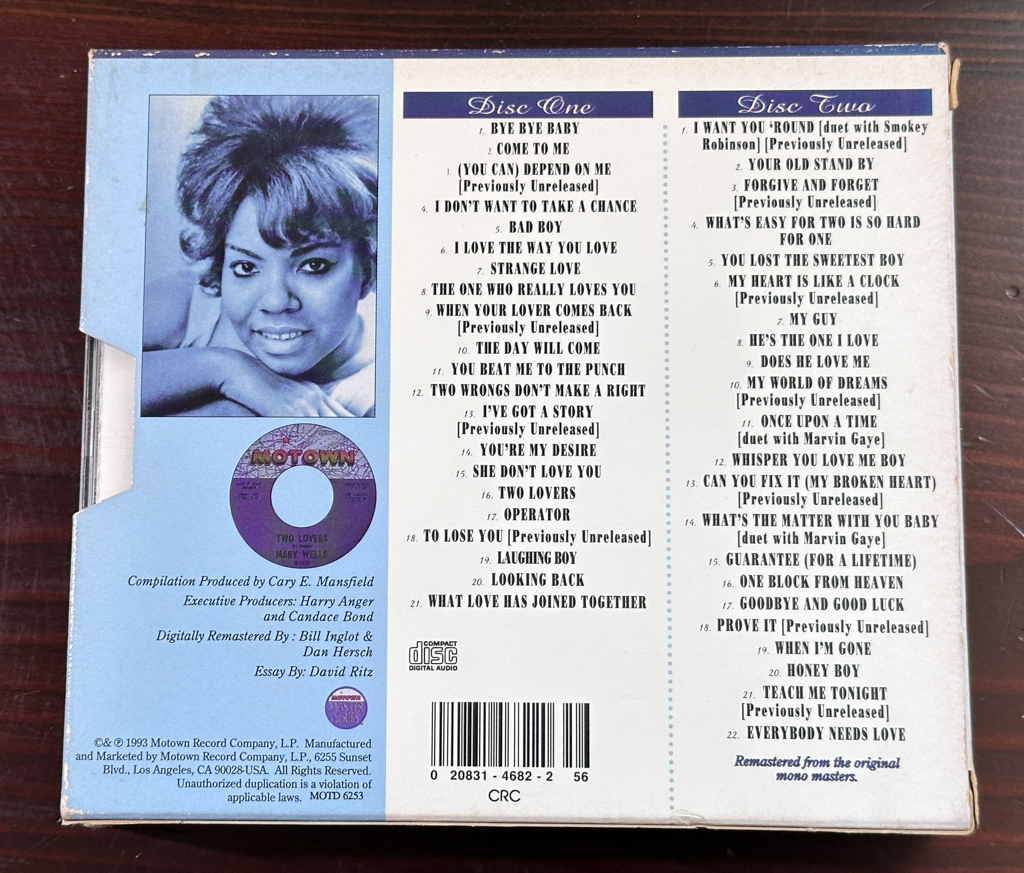 MOTOWN
TWO LOVERS
MARY WELLS
Compilation Produced by Cary E. Mansfield
Executive Producers: Harry Anger
and Candace Bond
Digitally Remastered By : Bill Inglot &
Dan Hersch
Essay By: David Ritz
MOTOWN
MASTER
SERIES
©& ℗ 1993 Motown Record Company, L.P. Manufactured
and Marketed by Motown Record Company, L.P., 6255 Sunset
Blvd., Los Angeles, CA 90028-USA. All Rights Reserved.
Unauthorized duplication is a violation of
applicable laws. MOTD 6253
Disc One
1. BYE BYE BABY
2. COME TO ME
3. (YOU CAN) DEPEND ON ME
[Previously Unreleased]
4. I DON'T WANT TO TAKE A CHANCE
5. BAD BOY
6. I LOVE THE WAY YOU LOVE
7. STRANGE LOVE
8. THE ONE WHO REALLY LOVES YOU
9. WHEN YOUR LOVER COMES BACK
[Previously Unreleased]
10. THE DAY WILL COME
11. YOU BEAT ME TO THE PUNCH
12. TWO WRONGS DON'T MAKE A RIGHT
13. I'VE GOT A STORY
[Previously Unreleased]
14. YOU'RE MY DESIRE
15. SHE DON'T LOVE YOU
16. TWO LOVERS
17. OPERATOR
18. TO LOSE YOU [Previously Unreleased]
19. LAUGHING BOY
20. LOOKING BACK
21. WHAT LOVE HAS JOINED TOGETHER
COMPACT
disc
DIGITAL AUDIO
0 20831 - 4682 - 2 56
CRC
Disc Two
1. I WANT YOU 'ROUND [duet with Smokey
Robinson] [Previously Unreleased]
2. YOUR OLD STAND BY
3. FORGIVE AND FORGET
[Previously Unreleased]
4. WHAT'S EASY FOR TWO IS SO HARD
FOR ONE
5. YOU LOST THE SWEETEST BOY
6. MY HEART IS LIKE A CLOCK
[Previously Unreleased]
7. MY GUY
8. HE'S THE ONE I LOVE
9. DOES HE LOVE ME
10. MY WORLD OF DREAMS
[Previously Unreleased]
11. ONCE UPON A TIME
[duet with Marvin Gaye]
12. WHISPER YOU LOVE ME BOY
13. CAN YOU FIX IT (MY BROKEN HEART)
[Previously Unreleased]
14. WHAT'S THE MATTER WITH YOU BABY
[duet with Marvin Gaye]
15. GUARANTEE (FOR A LIFETIME)
16. ONE BLOCK FROM HEAVEN
17. GOODBYE AND GOOD LUCK
18. PROVE IT [Previously Unreleased]
19. WHEN I'M GONE
20. HONEY BOY
21. TEACH ME TONIGHT
[Previously Unreleased]
22. EVERYBODY NEEDS LOVE
Remastered from the original
mono masters.